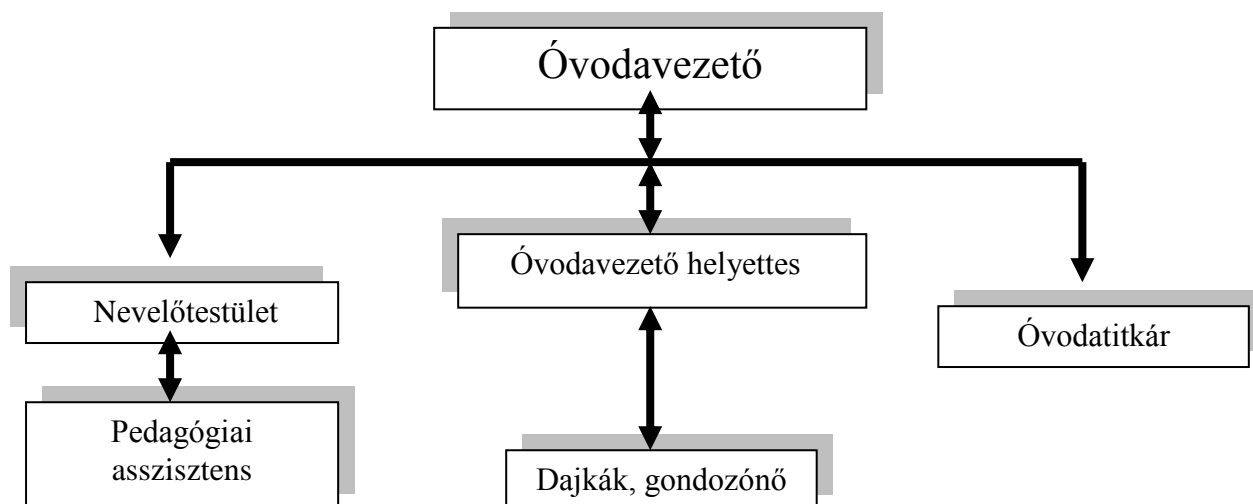 Óvodavezető
Óvodavezető helyettes
Nevelőtestület
Óvodatitkár
Pedagógiai
asszisztens
Dajkák, gondozónő